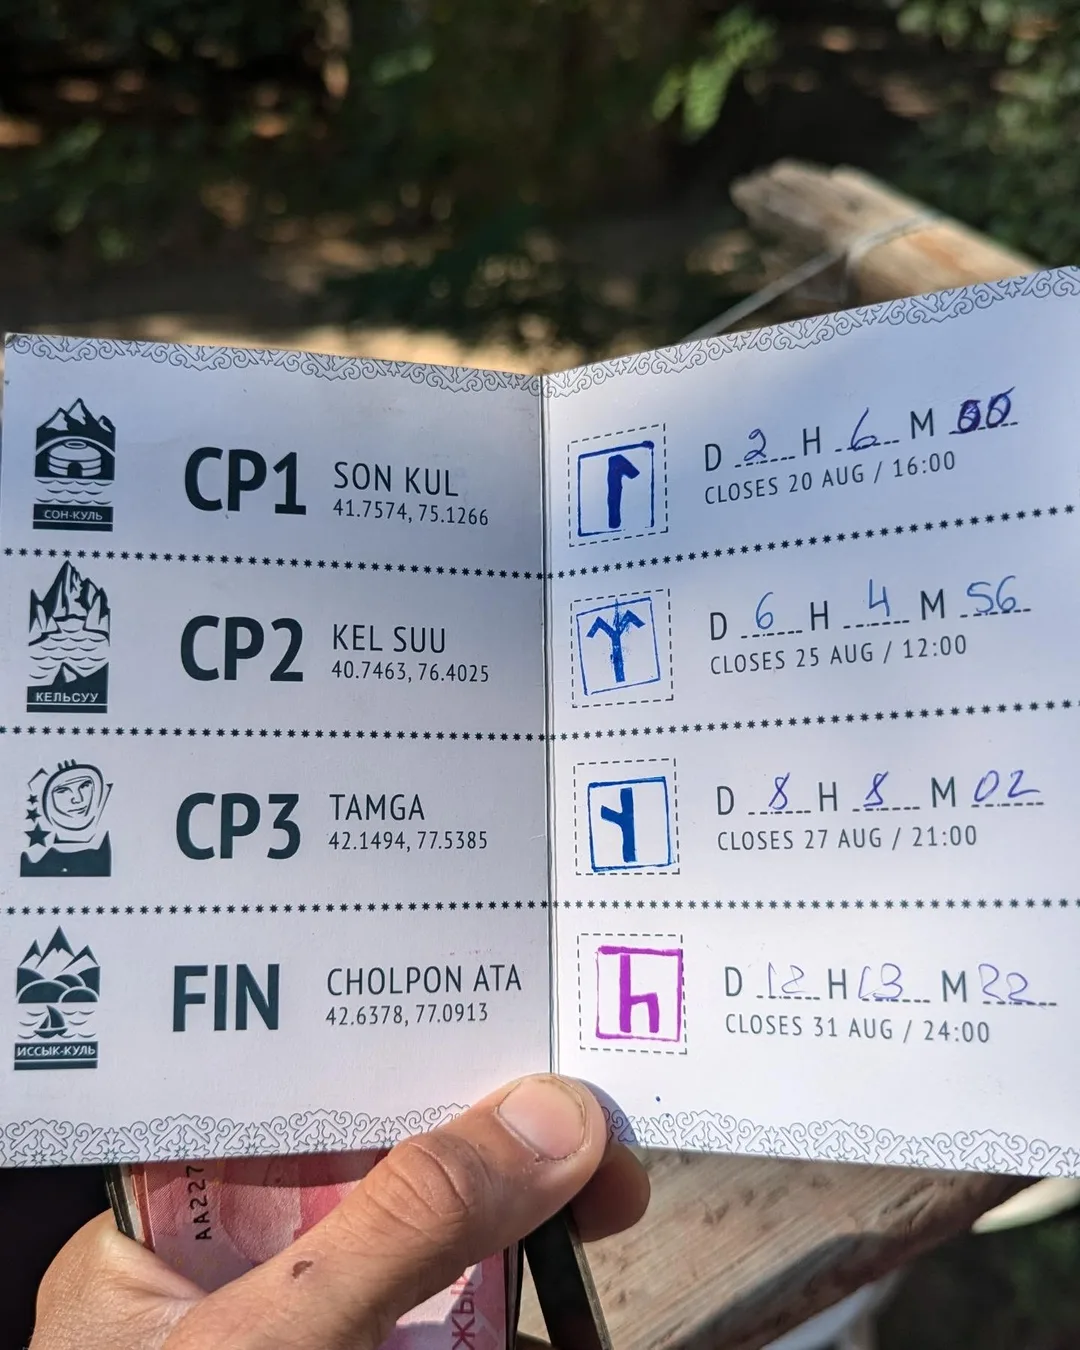 СОН-КУЛЬ
CP1 SON KUL
41.7574, 75.1266
D 2 H 6 M 00
CLOSES 20 AUG / 16:00
КЕЛЬСУУ
CP2 KEL SUU
40.7463, 76.4025
D 6 H 4 M 56
CLOSES 25 AUG / 12:00
CP3 TAMGA
42.1494, 77.5385
D 8 H 8 M 02
CLOSES 27 AUG / 21:00
ИССЫК-КУЛЬ
FIN CHOLPON ATA
42.6378, 77.0913
D 12 H 13 M 22
CLOSES 31 AUG / 24:00
AA227